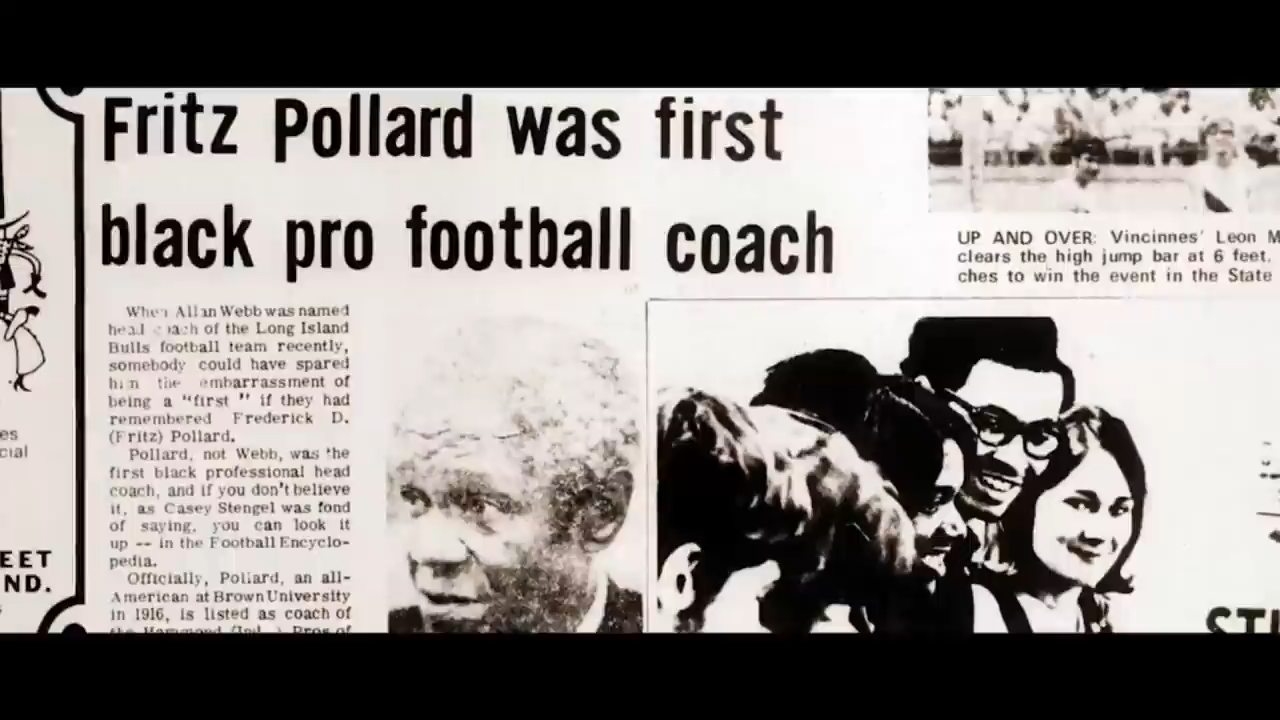 Fritz Pollard was first
black pro football coach
When Allan Webb was named
head coach of the Long Island
Bulls football team recently,
somebody could have spared
him the embarrassment of
being a "first " if they had
remembered Frederick D.
(Fritz) Pollard.
Pollard, not Webb, was the
first black professional head
coach, and if you don't believe
it, as Casey Stengel was fond
of saying, you can look it
up -- in the Football Encyclo-
pedia.
Officially, Pollard, an all-
American at Brown University
in 1916, is listed as coach of
the Hammond (Ind.) Pros of
UP AND OVER: Vincinnes' Leon M
clears the high jump bar at 6 feet,
ches to win the event in the State
es
cial
EET
ND.